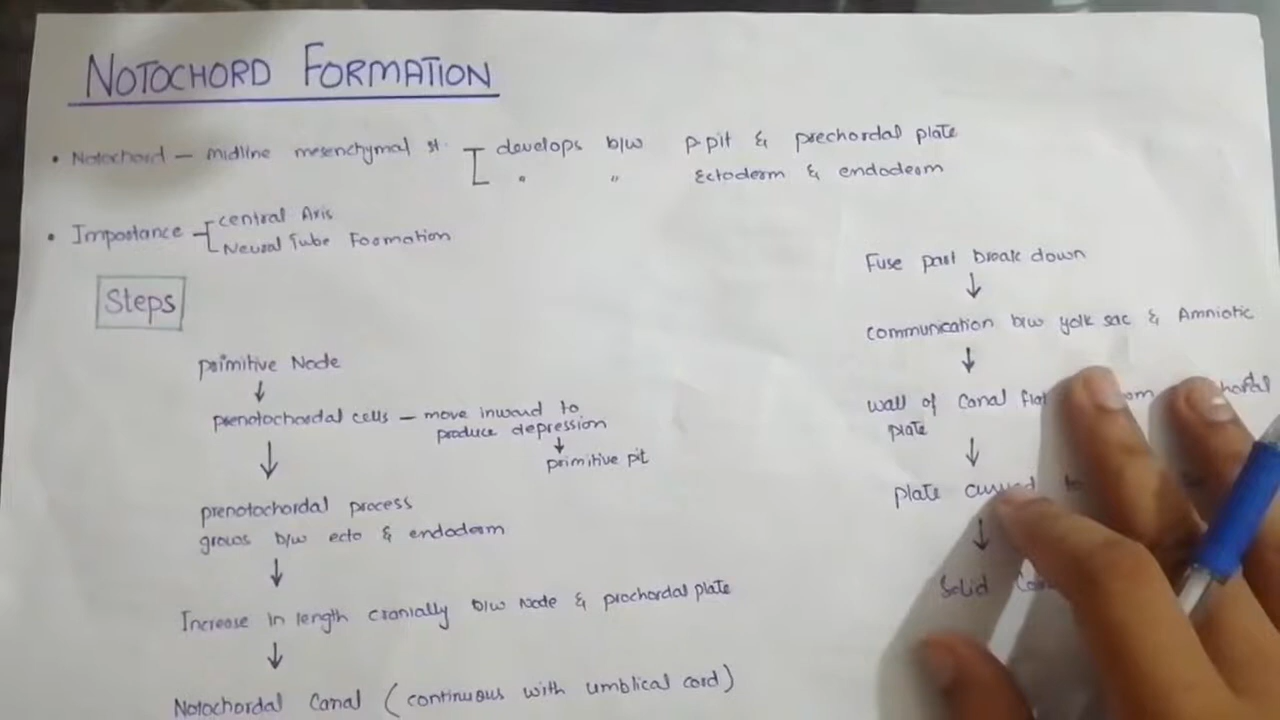 NOTOCHORD FORMATION
• Notochord — midline mesenchymal st. develops b/w p.pit & prechordal plate
" " Ectoderm & endoderm
• Importance central Axis
Neural Tube Formation
Steps
primitive Node
↓
prenotochordal cells — move inward to
produce depression
↓
primitive pit
↓
prenotochordal process
grows b/w ecto & endoderm
↓
Increase in length cranially b/w Node & prochordal plate
↓
Notochordal Canal (continuous with umblical cord)
Fuse part break down
↓
communication b/w yolk sac & Amniotic
↓
wall of Canal
plate
↓
plate curved
↓
Solid